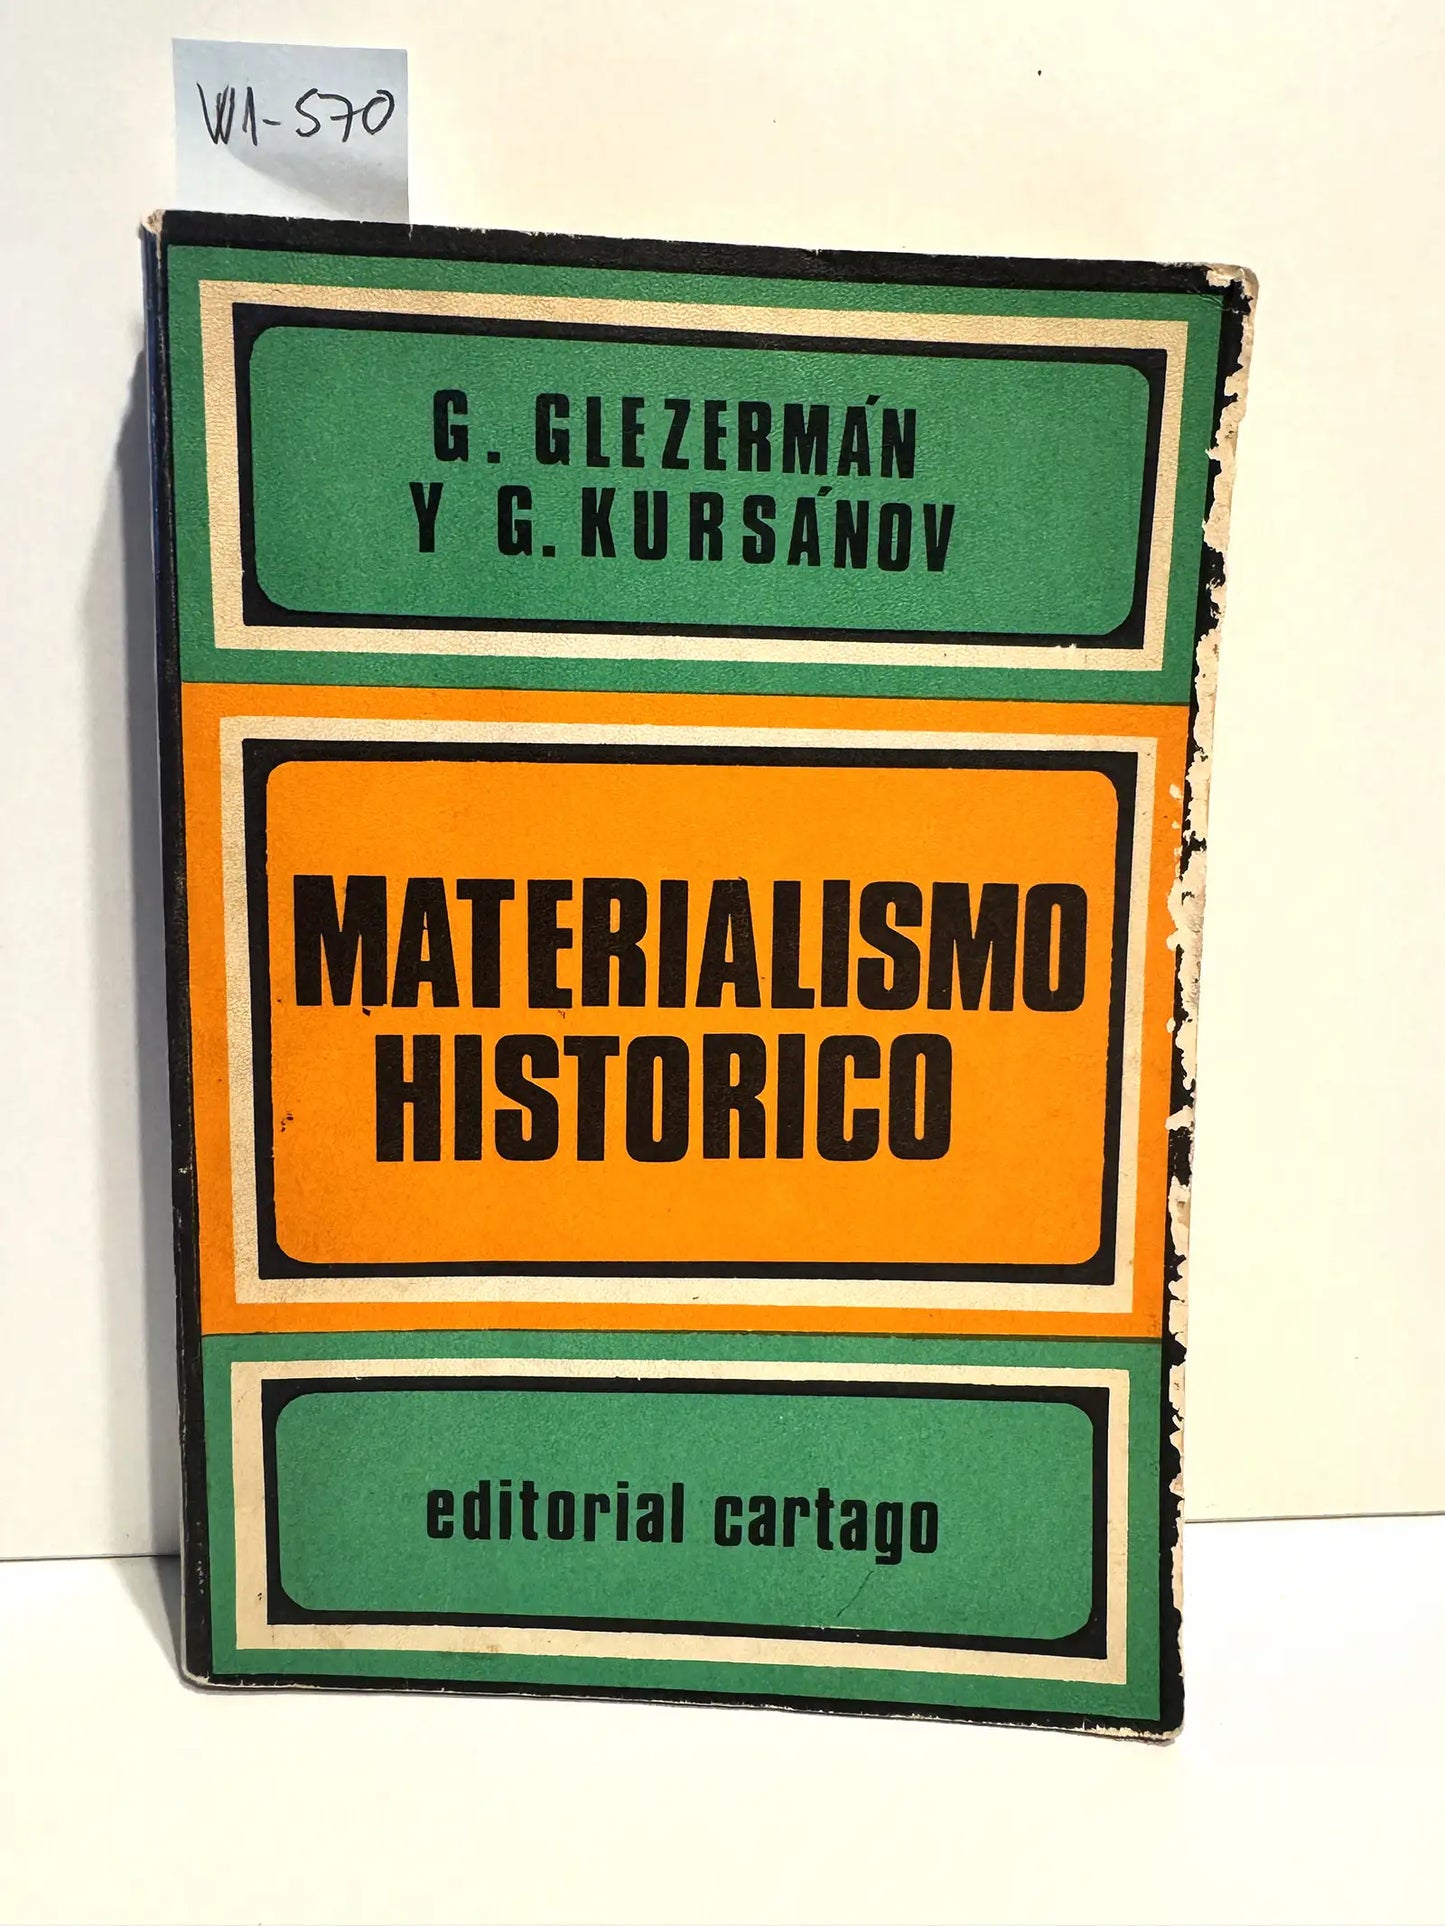 W1-570
G. GLEZERMÁN
Y G. KURSÁNOV
MATERIALISMO
HISTORICO
editorial cartago